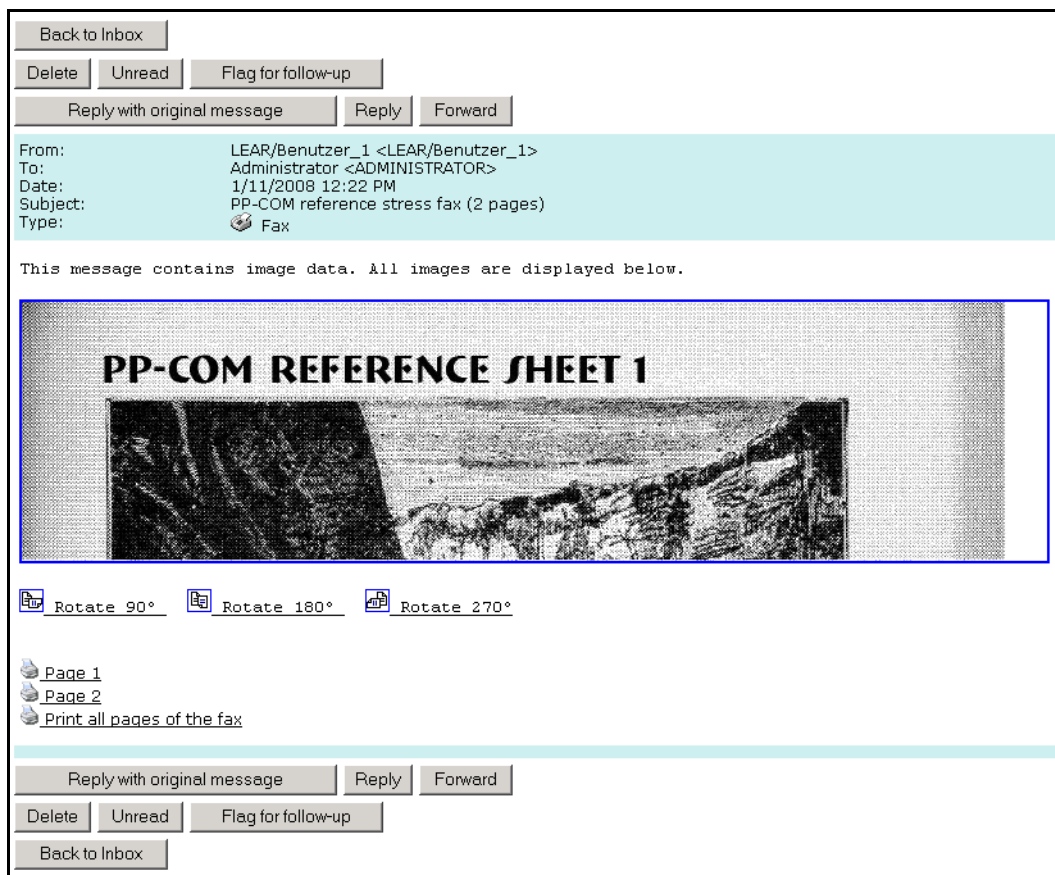 Back to Inbox
Delete Unread Flag for follow-up
Reply with original message Reply Forward
From: LEAR/Benutzer_1 <LEAR/Benutzer_1>
To: Administrator <ADMINISTRATOR>
Date: 1/11/2008 12:22 PM
Subject: PP-COM reference stress fax (2 pages)
Type: Fax
This message contains image data. All images are displayed below.
PP-COM REFERENCE SHEET 1
Rotate 90° Rotate 180° Rotate 270°
Page 1
Page 2
Print all pages of the fax
Reply with original message Reply Forward
Delete Unread Flag for follow-up
Back to Inbox